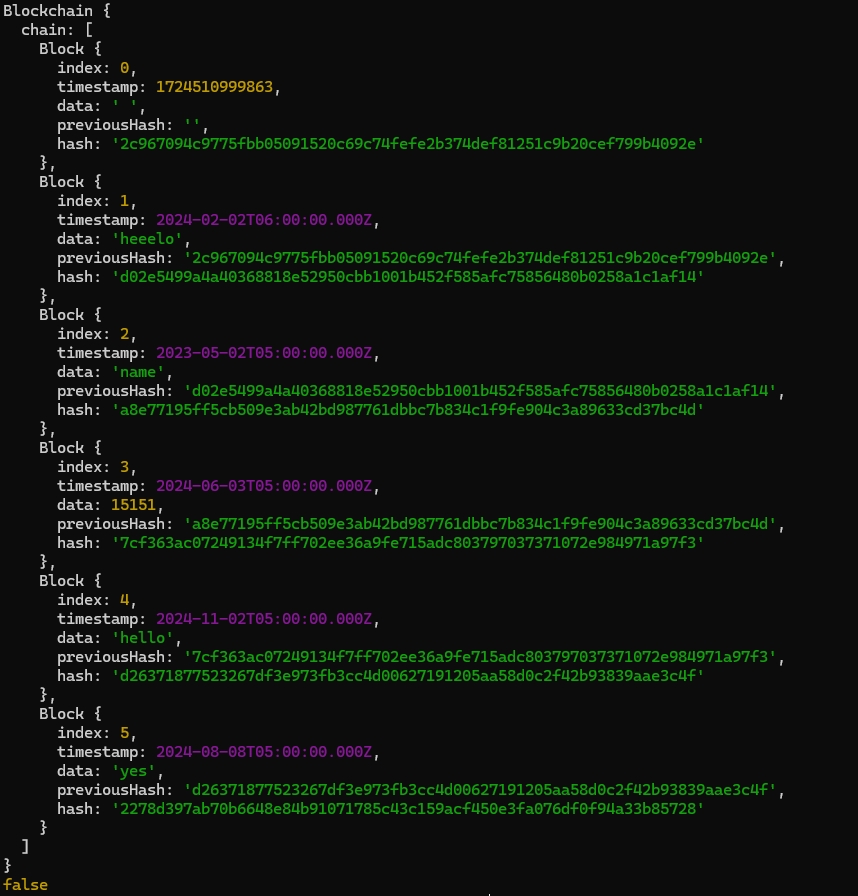 Blockchain {
  chain: [
    Block {
      index: 0,
      timestamp: 1724510999863,
      data: ' ',
      previousHash: '',
      hash: '2c967094c9775fbb05091520c69c74fefe2b374def81251c9b20cef799b4092e'
    },
    Block {
      index: 1,
      timestamp: 2024-02-02T06:00:00.000Z,
      data: 'heeelo',
      previousHash: '2c967094c9775fbb05091520c69c74fefe2b374def81251c9b20cef799b4092e',
      hash: 'd02e5499a4a40368818e52950cbb1001b452f585afc75856480b0258a1c1af14'
    },
    Block {
      index: 2,
      timestamp: 2023-05-02T05:00:00.000Z,
      data: 'name',
      previousHash: 'd02e5499a4a40368818e52950cbb1001b452f585afc75856480b0258a1c1af14',
      hash: 'a8e77195ff5cb509e3ab42bd987761dbbc7b834c1f9fe904c3a89633cd37bc4d'
    },
    Block {
      index: 3,
      timestamp: 2024-06-03T05:00:00.000Z,
      data: 15151,
      previousHash: 'a8e77195ff5cb509e3ab42bd987761dbbc7b834c1f9fe904c3a89633cd37bc4d',
      hash: '7cf363ac07249134f7ff702ee36a9fe715adc803797037371072e984971a97f3'
    },
    Block {
      index: 4,
      timestamp: 2024-11-02T05:00:00.000Z,
      data: 'hello',
      previousHash: '7cf363ac07249134f7ff702ee36a9fe715adc803797037371072e984971a97f3',
      hash: 'd26371877523267df3e973fb3cc4d00627191205aa58d0c2f42b93839aae3c4f'
    },
    Block {
      index: 5,
      timestamp: 2024-08-08T05:00:00.000Z,
      data: 'yes',
      previousHash: 'd26371877523267df3e973fb3cc4d00627191205aa58d0c2f42b93839aae3c4f',
      hash: '2278d397ab70b6648e84b91071785c43c159acf450e3fa076df0f94a33b85728'
    }
  ]
}
false